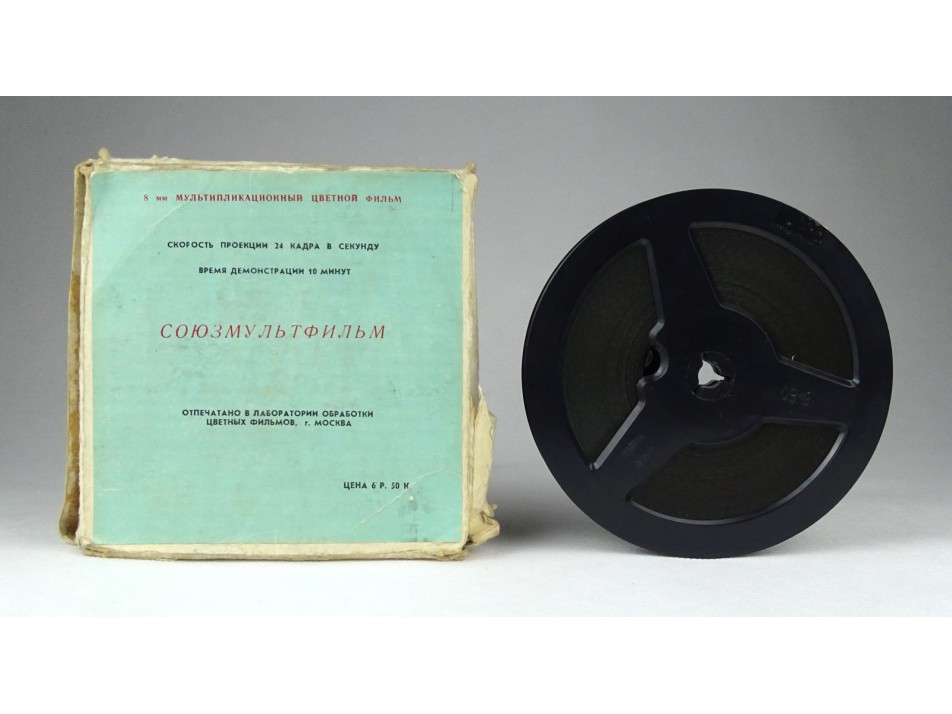 8 мм МУЛЬТИПЛИКАЦИОННЫЙ ЦВЕТНОЙ ФИЛЬМ
СКОРОСТЬ ПРОЕКЦИИ 24 КАДРА В СЕКУНДУ
ВРЕМЯ ДЕМОНСТРАЦИИ 10 МИНУТ
СОЮЗМУЛЬТФИЛЬМ
ОТПЕЧАТАНО В ЛАБОРАТОРИИ ОБРАБОТКИ
ЦВЕТНЫХ ФИЛЬМОВ, г. МОСКВА
ЦЕНА 6 Р. 50 К